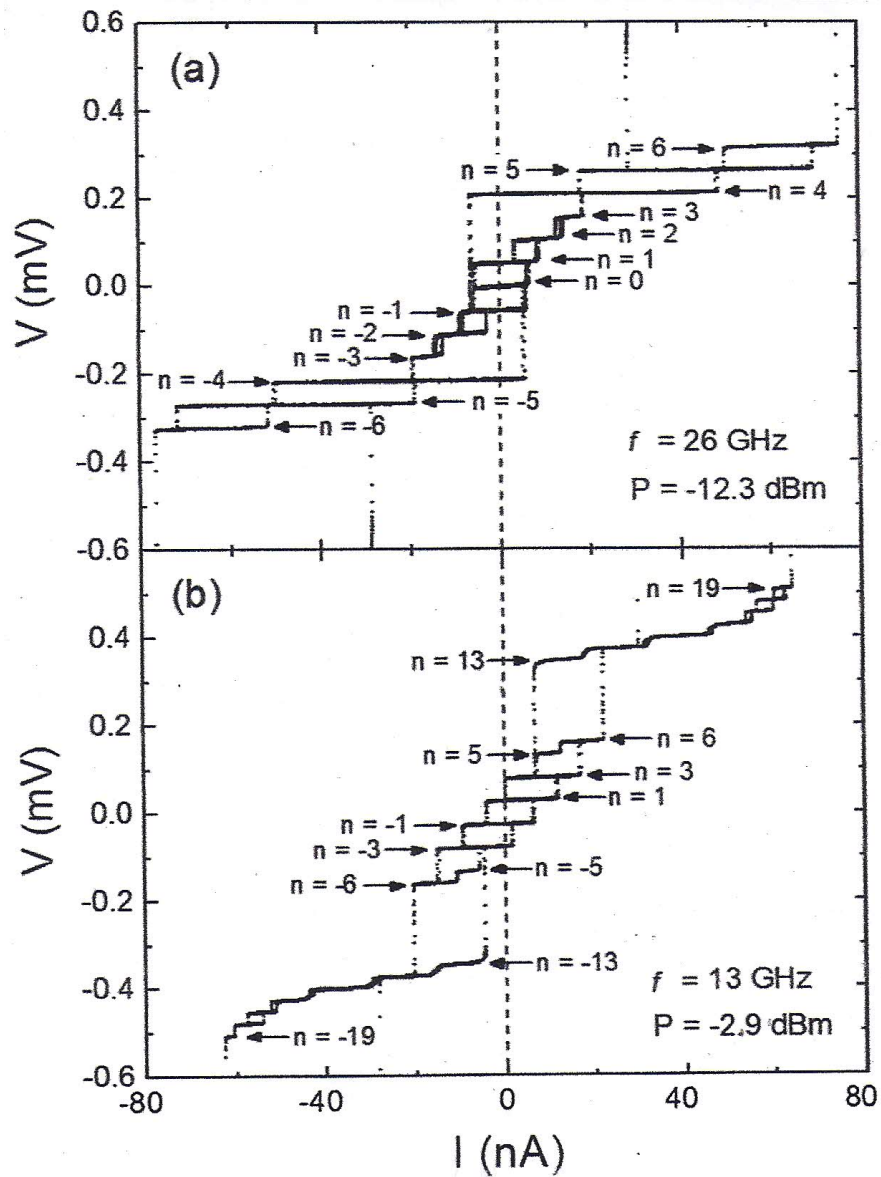 0.6
(a)
0.4
n = 6
n = 5
n = 4
0.2
n = 3
n = 2
n = 1
V (mV)
0.0
n = 0
n = -1
n = -2
n = -3
-0.2
n = -4
n = -5
n = -6
f = 26 GHz
-0.4
P = -12.3 dBm
-0.6
(b)
n = 19
0.4
n = 13
0.2
n = 6
n = 5
n = 3
n = 1
V (mV)
0.0
n = -1
n = -3
n = -5
n = -6
-0.2
n = -13
f = 13 GHz
-0.4
P = -2.9 dBm
n = -19
-0.6
-80 -40 0 40 80
I (nA)